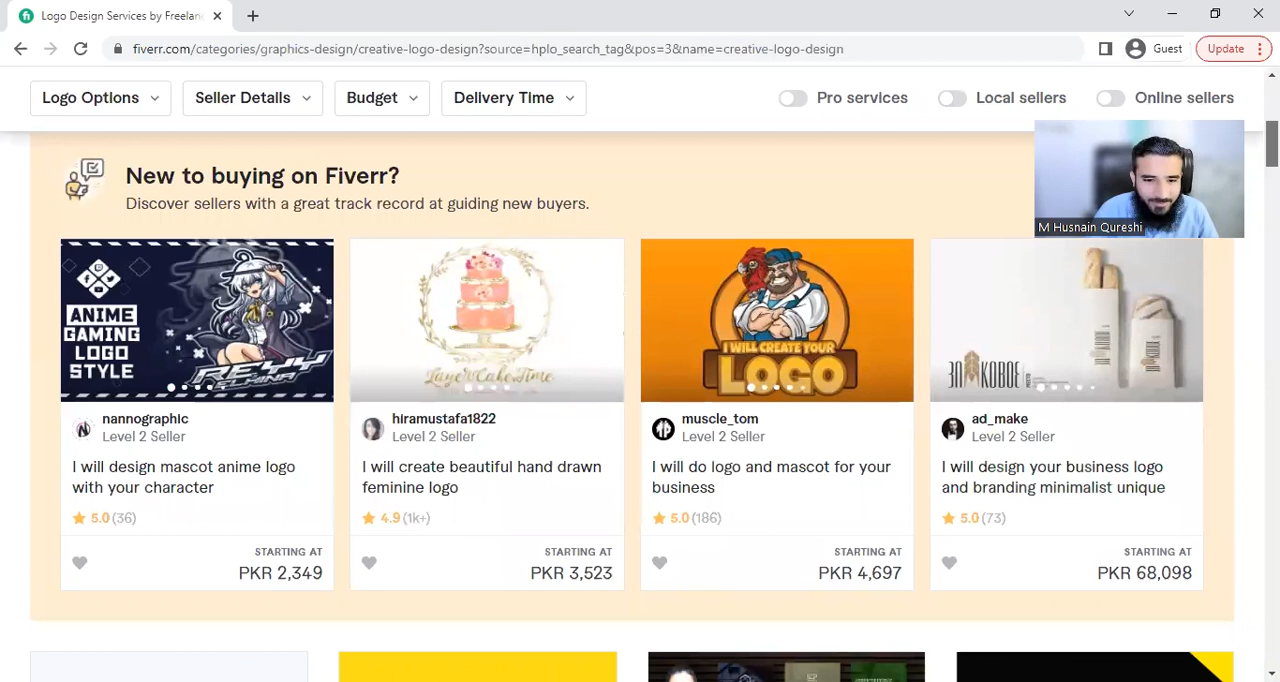 Logo Design Services by Freelan
fiverr.com/categories/graphics-design/creative-logo-design?source=hplo_search_tag&pos=3&name=creative-logo-design
Guest
Update
Logo Options
Seller Details
Budget
Delivery Time
Pro services
Local sellers
Online sellers
New to buying on Fiverr?
Discover sellers with a great track record at guiding new buyers.
M Husnain Qureshi
ANIME
GAMING
LOGO
STYLE
Laye's Cake Time
I WILL CREATE YOUR
LOGO
nannographic
Level 2 Seller
I will design mascot anime logo
with your character
5.0 (36)
STARTING AT
PKR 2,349
hiramustafa1822
Level 2 Seller
I will create beautiful hand drawn
feminine logo
4.9 (1k+)
STARTING AT
PKR 3,523
muscle_tom
Level 2 Seller
I will do logo and mascot for your
business
5.0 (186)
STARTING AT
PKR 4,697
ad_make
Level 2 Seller
I will design your business logo
and branding minimalist unique
5.0 (73)
STARTING AT
PKR 68,098